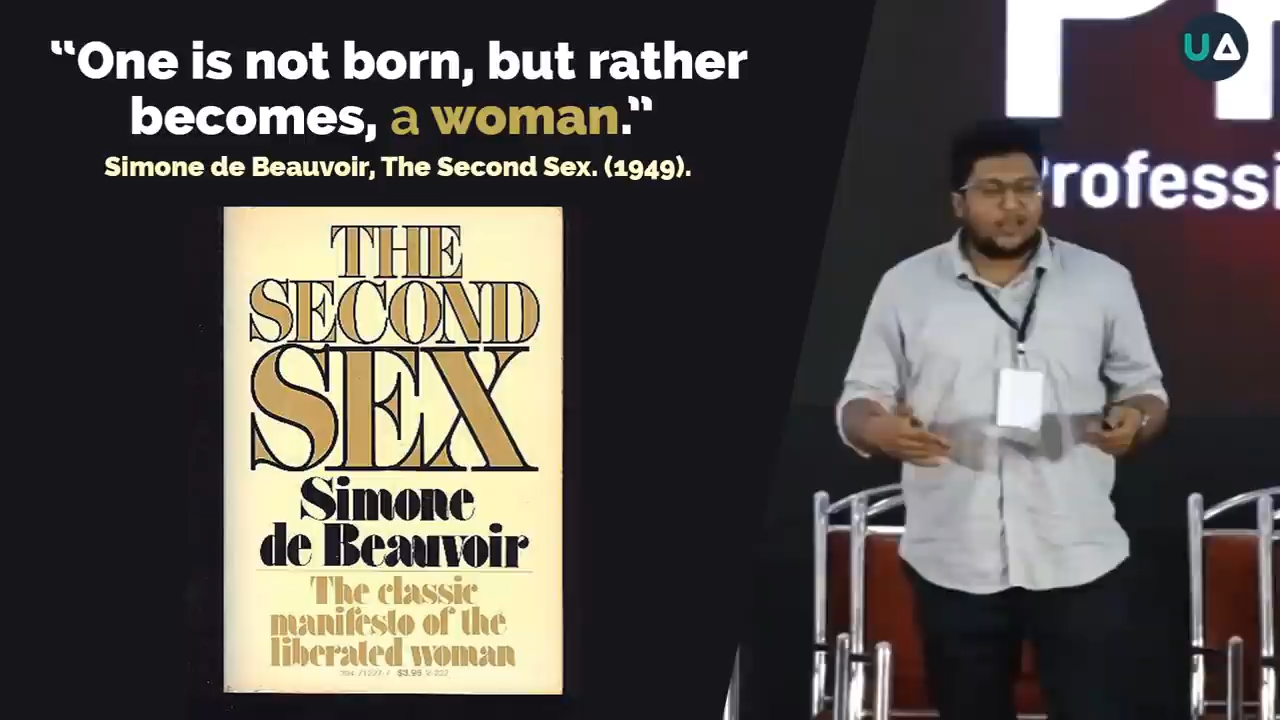 “One is not born, but rather
becomes, a woman.”
Simone de Beauvoir, The Second Sex. (1949).
THE
SECOND
SEX
Simone
de Beauvoir
The classic
manifesto of the
liberated woman
$3.95
UA
Professi